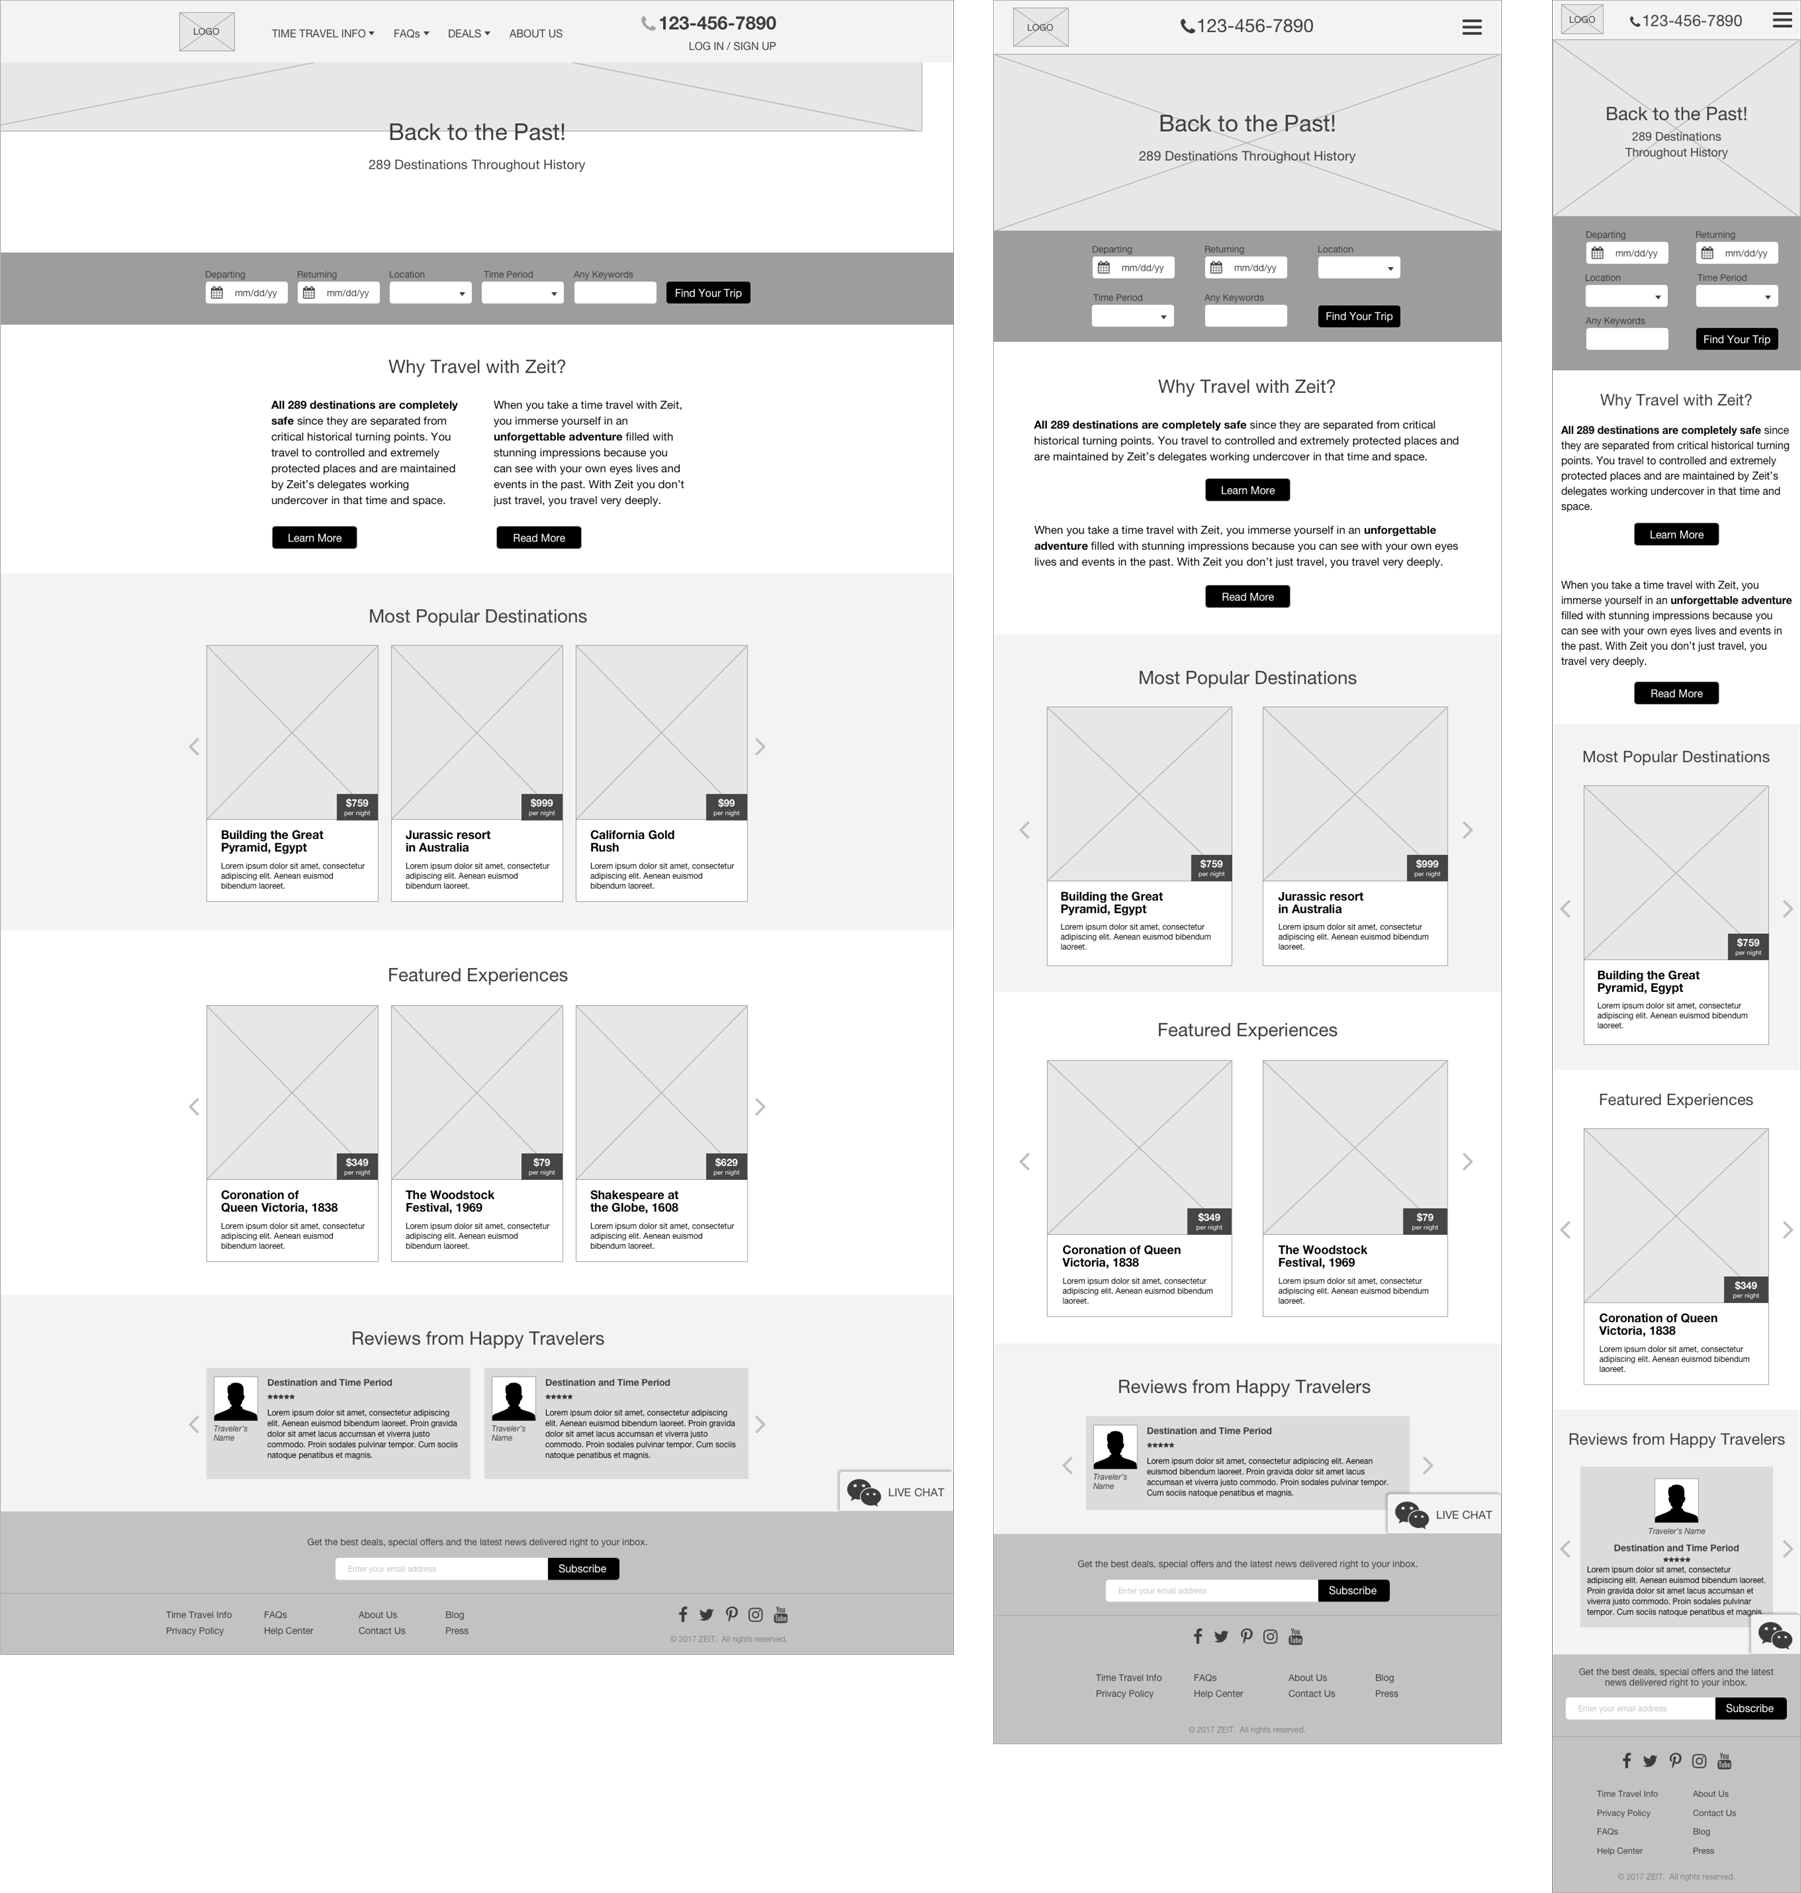 LOGO
TIME TRAVEL INFO
FAQs
DEALS
ABOUT US
123-456-7890
LOG IN / SIGN UP
Back to the Past!
289 Destinations Throughout History
Departing
Returning
Location
Time Period
Any Keywords
mm/dd/yy
mm/dd/yy
Find Your Trip
Why Travel with Zeit?
All 289 destinations are completely
safe since they are separated from
critical historical turning points. You
travel to controlled and extremely
protected places and are maintained
by Zeit's delegates working
undercover in that time and space.
Learn More
When you take a time travel with Zeit,
you immerse yourself in an
unforgettable adventure filled with
stunning impressions because you
can see with your own eyes lives and
events in the past. With Zeit you don't
just travel, you travel very deeply.
Read More
Most Popular Destinations
$759
per night
Building the Great
Pyramid, Egypt
Lorem ipsum dolor sit amet, consectetur
adipiscing elit. Aenean euismod
bibendum laoreet.
$999
per night
Jurassic resort
in Australia
Lorem ipsum dolor sit amet, consectetur
adipiscing elit. Aenean euismod
bibendum laoreet.
$99
per night
California Gold
Rush
Lorem ipsum dolor sit amet, consectetur
adipiscing elit. Aenean euismod
bibendum laoreet.
Featured Experiences
$349
per night
Coronation of
Queen Victoria, 1838
Lorem ipsum dolor sit amet, consectetur
adipiscing elit. Aenean euismod
bibendum laoreet.
$79
per night
The Woodstock
Festival, 1969
Lorem ipsum dolor sit amet, consectetur
adipiscing elit. Aenean euismod
bibendum laoreet.
$629
per night
Shakespeare at
the Globe, 1608
Lorem ipsum dolor sit amet, consectetur
adipiscing elit. Aenean euismod
bibendum laoreet.
Reviews from Happy Travelers
Traveler's
Name
Destination and Time Period
★★★★★
Lorem ipsum dolor sit amet, consectetur adipiscing
elit. Aenean euismod bibendum laoreet. Proin gravida
dolor sit amet lacus accumsan et viverra justo
commodo. Proin sodales pulvinar tempor. Cum sociis
natoque penatibus et magnis.
Traveler's
Name
Destination and Time Period
★★★★★
Lorem ipsum dolor sit amet, consectetur adipiscing
elit. Aenean euismod bibendum laoreet. Proin gravida
dolor sit amet lacus accumsan et viverra justo
commodo. Proin sodales pulvinar tempor. Cum sociis
natoque penatibus et magnis.
LIVE CHAT
Get the best deals, special offers and the latest news delivered right to your inbox.
Enter your email address
Subscribe
Time Travel Info
FAQs
About Us
Blog
Privacy Policy
Help Center
Contact Us
Press
You
Tube
© 2017 ZEIT. All rights reserved.
LOGO
123-456-7890
Back to the Past!
289 Destinations Throughout History
Departing
Returning
Location
mm/dd/yy
mm/dd/yy
Time Period
Any Keywords
Find Your Trip
Why Travel with Zeit?
All 289 destinations are completely safe since they are separated from critical
historical turning points. You travel to controlled and extremely protected places and
are maintained by Zeit's delegates working undercover in that time and space.
Learn More
When you take a time travel with Zeit, you immerse yourself in an unforgettable
adventure filled with stunning impressions because you can see with your own eyes
lives and events in the past. With Zeit you don't just travel, you travel very deeply.
Read More
Most Popular Destinations
$759
per night
Building the Great
Pyramid, Egypt
Lorem ipsum dolor sit amet, consectetur
adipiscing elit. Aenean euismod bibendum
laoreet.
$999
per night
Jurassic resort
in Australia
Lorem ipsum dolor sit amet, consectetur
adipiscing elit. Aenean euismod bibendum
laoreet.
Featured Experiences
$349
per night
Coronation of Queen
Victoria, 1838
Lorem ipsum dolor sit amet, consectetur
adipiscing elit. Aenean euismod bibendum
laoreet.
$79
per night
The Woodstock
Festival, 1969
Lorem ipsum dolor sit amet, consectetur
adipiscing elit. Aenean euismod bibendum
laoreet.
Reviews from Happy Travelers
Traveler's
Name
Destination and Time Period
★★★★★
Lorem ipsum dolor sit amet, consectetur adipiscing elit. Aenean
euismod bibendum laoreet. Proin gravida dolor sit amet lacus
accumsan et viverra justo commodo. Proin sodales pulvinar tempor.
Cum sociis natoque penatibus et magnis.
LIVE CHAT
Get the best deals, special offers and the latest news delivered right to your inbox.
Enter your email address
Subscribe
You
Tube
Time Travel Info
FAQs
About Us
Blog
Privacy Policy
Help Center
Contact Us
Press
© 2017 ZEIT. All rights reserved.
LOGO
123-456-7890
Back to the Past!
289 Destinations
Throughout History
Departing
Returning
mm/dd/yy
mm/dd/yy
Location
Time Period
Any Keywords
Find Your Trip
Why Travel with Zeit?
All 289 destinations are completely safe since
they are separated from critical historical turning
points. You travel to controlled and extremely
protected places and are maintained by Zeit's
delegates working undercover in that time and
space.
Learn More
When you take a time travel with Zeit, you
immerse yourself in an unforgettable adventure
filled with stunning impressions because you
can see with your own eyes lives and events in
the past. With Zeit you don't just travel, you
travel very deeply.
Read More
Most Popular Destinations
$759
per night
Building the Great
Pyramid, Egypt
Lorem ipsum dolor sit amet, consectetur
adipiscing elit. Aenean euismod bibendum
laoreet.
Featured Experiences
$349
per night
Coronation of Queen
Victoria, 1838
Lorem ipsum dolor sit amet, consectetur
adipiscing elit. Aenean euismod bibendum
laoreet.
Reviews from Happy Travelers
Traveler's Name
Destination and Time Period
★★★★★
Lorem ipsum dolor sit amet, consectetur
adipiscing elit. Aenean euismod bibendum laoreet.
Proin gravida dolor sit amet lacus accumsan et
viverra justo commodo. Proin sodales pulvinar
tempor. Cum sociis natoque penatibus et magnis
Get the best deals, special offers and the latest
news delivered right to your inbox.
Enter your email address
Subscribe
You
Tube
Time Travel Info
About Us
Privacy Policy
Contact Us
FAQs
Blog
Help Center
Press
© 2017 ZEIT. All rights reserved.